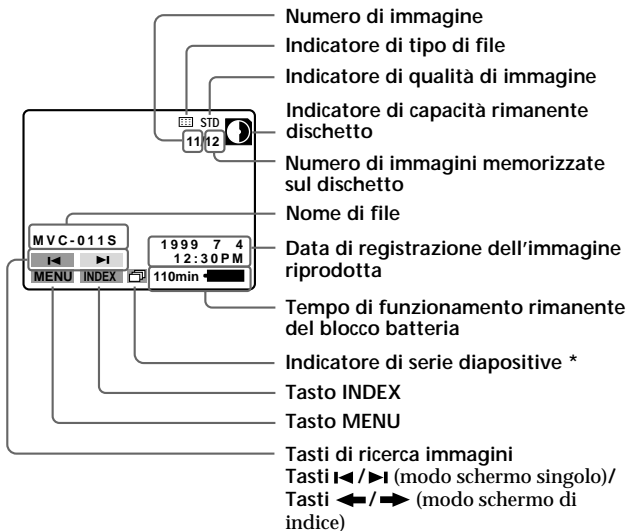 Numero di immagine
Indicatore di tipo di file
Indicatore di qualità di immagine
Indicatore di capacità rimanente
dischetto
Numero di immagini memorizzate
sul dischetto
Nome di file
Data di registrazione dell'immagine
riprodotta
Tempo di funzionamento rimanente
del blocco batteria
Indicatore di serie diapositive *
Tasto INDEX
Tasto MENU
Tasti di ricerca immagini
Tasti I◄ / ►I (modo schermo singolo)/
Tasti ← / → (modo schermo di
indice)
STD
11/12
MVC-011S
I◄ ►I
MENU INDEX
1999 7 4
12:30PM
110min